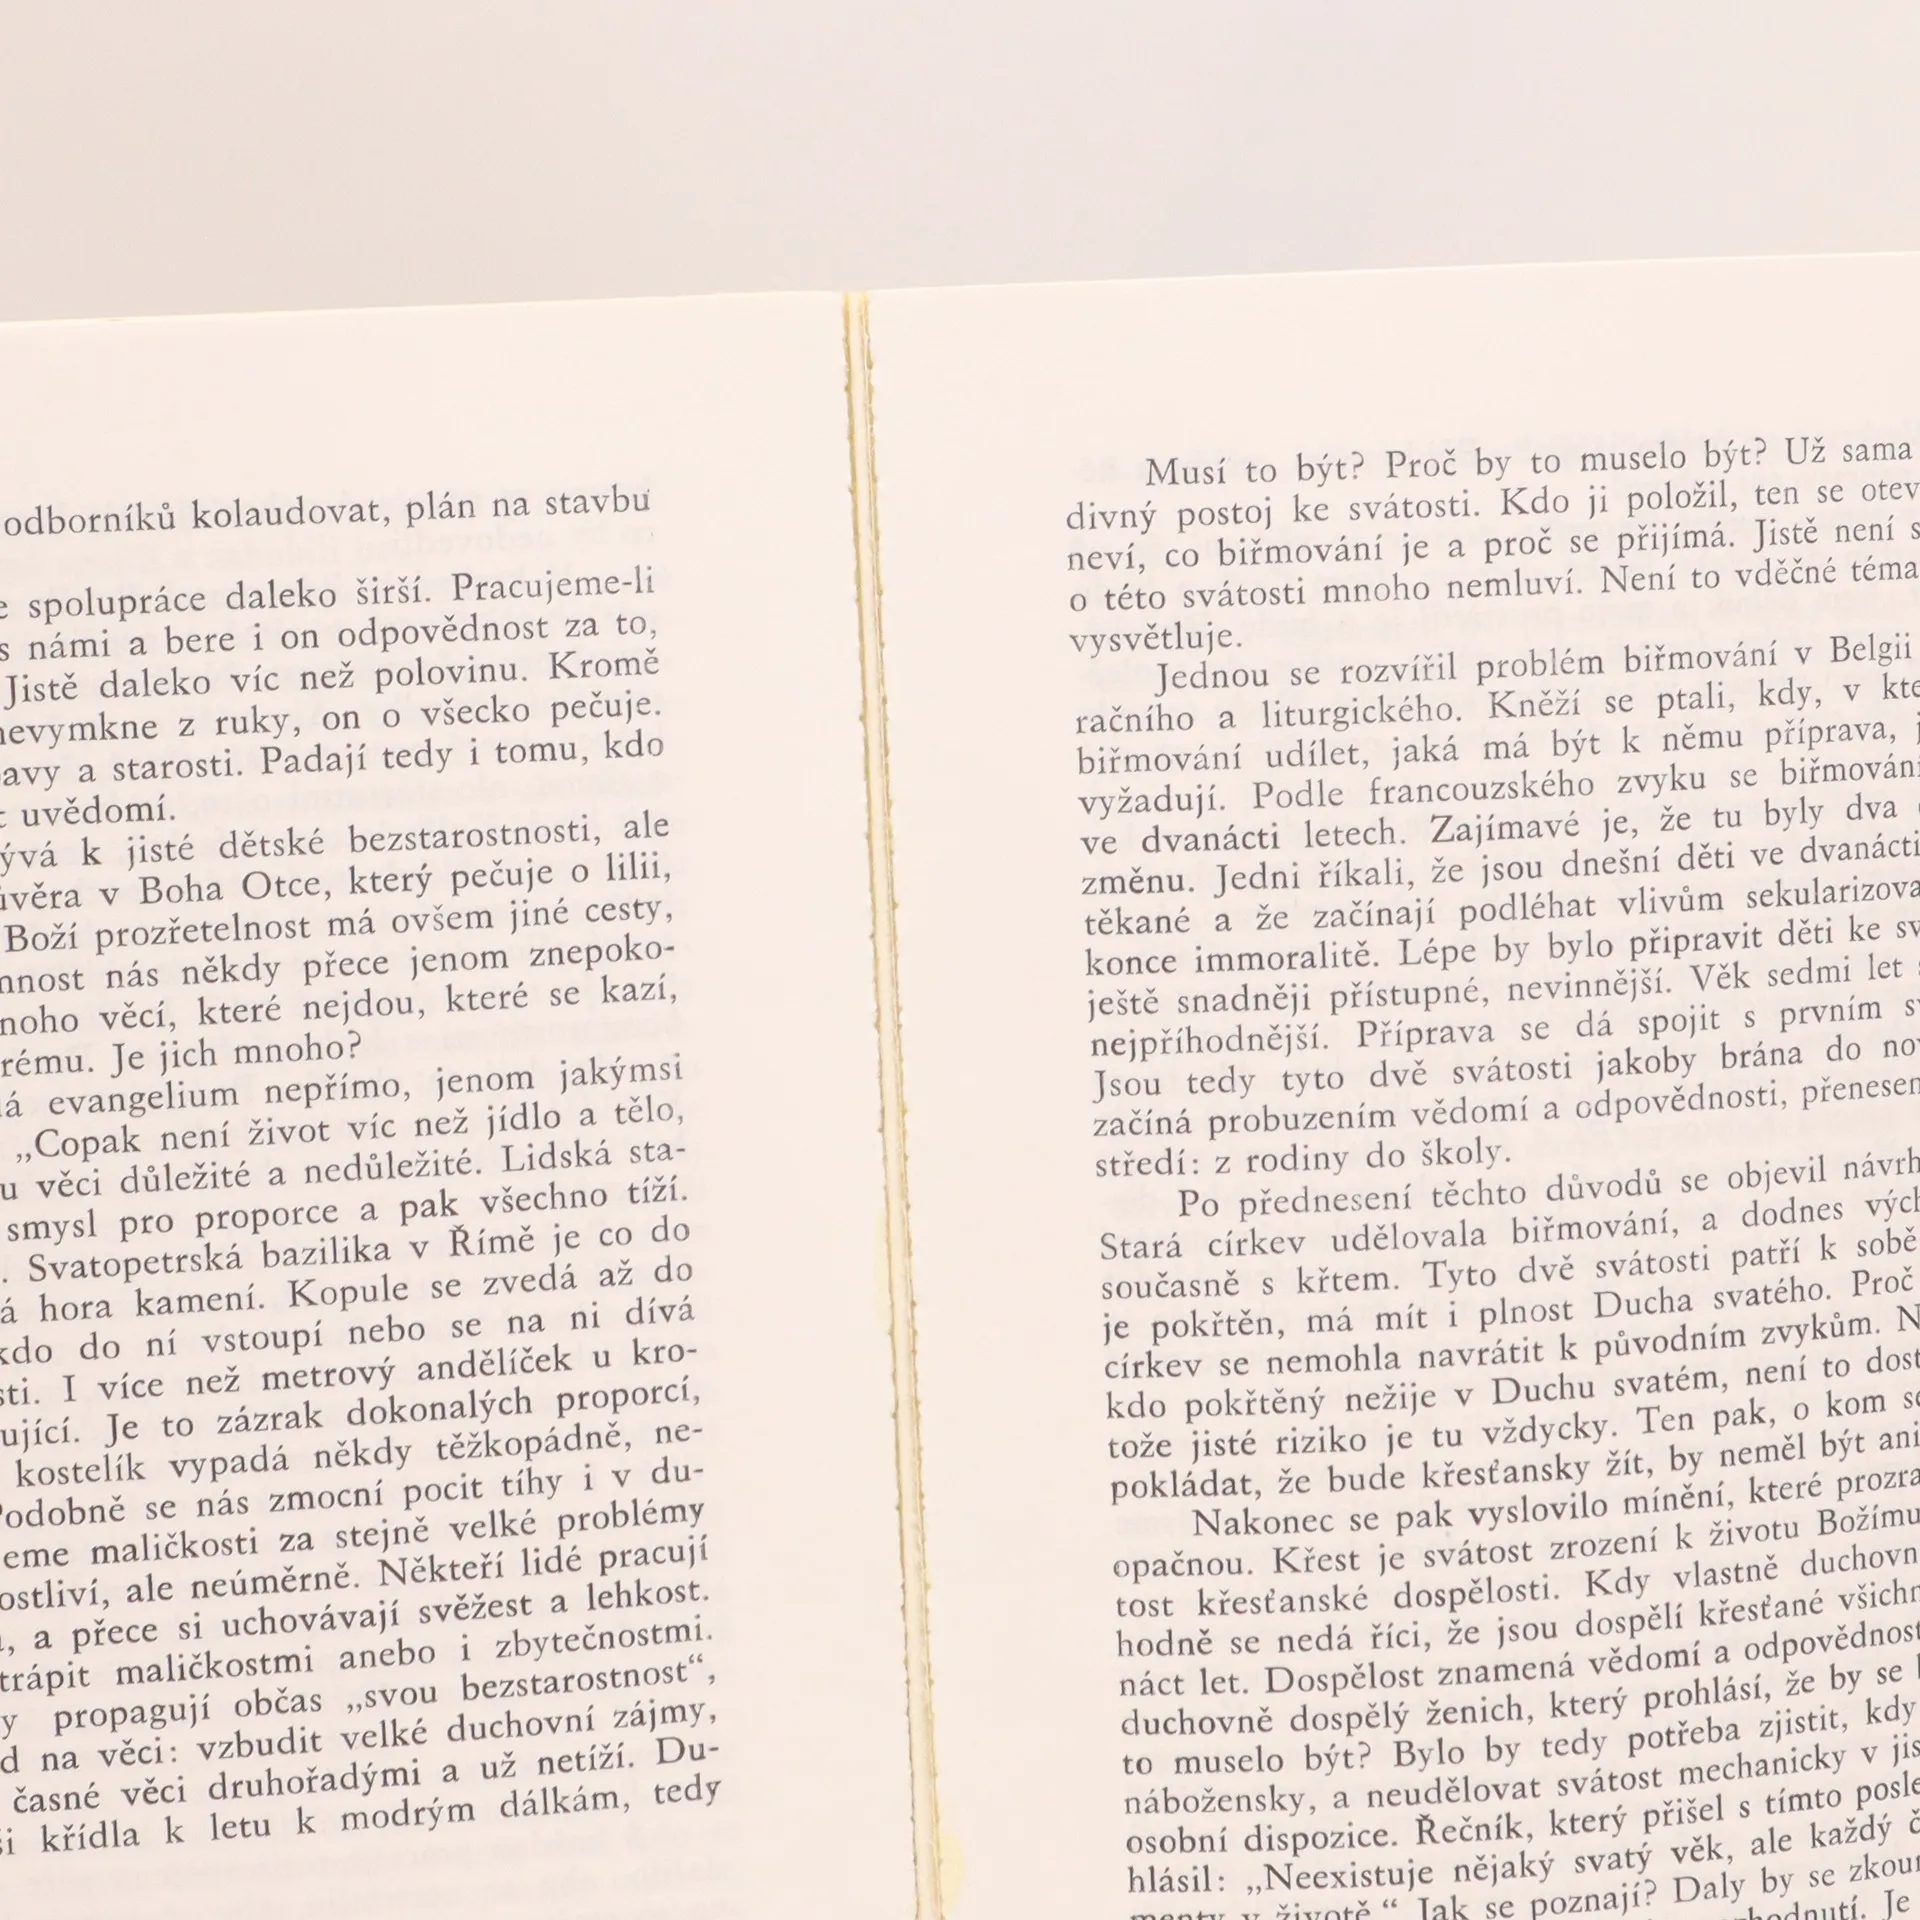 odborníků kolaudovat, plán na stavbu
spolupráce daleko širší. Pracujeme-li
s námi a bere i on odpovědnost za to,
Jistě daleko víc než polovinu. Kromě
nevymkne z ruky, on o všecko pečuje.
a starosti. Padají tedy i tomu, kdo
uvědomí.
k jisté dětské bezstarostnosti, ale
v Boha Otce, který pečuje o lilii,
Boží prozřetelnost má ovšem jiné cesty,
nás někdy přece jenom znepoko-
věcí, které nejdou, které se kazí,
Je jich mnoho?
evangelium nepřímo, jenom jakýmsi
„Copak není život víc než jídlo a tělo,
u věci důležité a nedůležité. Lidská sta-
smysl pro proporce a pak všechno tíží.
. Svatopetrská bazilika v Římě je co do
á hora kamení. Kopule se zvedá až do
kdo do ní vstoupí nebo se na ni dívá
sti. I více než metrový andělíček u kro-
ující. Je to zázrak dokonalých proporcí,
kostelík vypadá někdy těžkopádně, ne-
Podobně se nás zmocní pocit tíhy i v du-
jeme maličkosti za stejně velké problémy
ostliví, ale neúměrně. Někteří lidé pracují
, a přece si uchovávají svěžest a lehkost.
trápit maličkostmi anebo i zbytečnostmi.
y propagují občas „svou bezstarostnost“,
d na věci: vzbudit velké duchovní zájmy,
časné věci druhořadými a už netíží. Du-
ši křídla k letu k modrým dálkám, tedy
Musí to být? Proč by to muselo být? Už sama
divný postoj ke svátosti. Kdo ji položil, ten se otev
neví, co biřmování je a proč se přijímá. Jistě není s
o této svátosti mnoho nemluví. Není to vděčné téma
vysvětluje.
Jednou se rozvířil problém biřmování v Belgii
račního a liturgického. Kněží se ptali, kdy, v kte
biřmování udílet, jaká má být k němu příprava, j
vyžadují. Podle francouzského zvyku se biřmování
ve dvanácti letech. Zajímavé je, že tu byly dva
změnu. Jedni říkali, že jsou dnešní děti ve dvanácti
těkané a že začínají podléhat vlivům sekularizova
konce immoralitě. Lépe by bylo připravit děti ke sv
ještě snadněji přístupné, nevinnější. Věk sedmi let
nejpříhodnější. Příprava se dá spojit s prvním sv
Jsou tedy tyto dvě svátosti jakoby brána do nov
začíná probuzením vědomí a odpovědnosti, přenesen
středí: z rodiny do školy.
Po přednesení těchto důvodů se objevil návrh
Stará církev udělovala biřmování, a dodnes vých
současně s křtem. Tyto dvě svátosti patří k sobě
je pokřtěn, má mít i plnost Ducha svatého. Proč
církev se nemohla navrátit k původním zvykům. N
kdo pokřtěný nežije v Duchu svatém, není to dost
tože jisté riziko je tu vždycky. Ten pak, o kom se
pokládat, že bude křesťansky žít, by neměl být ani
Nakonec se pak vyslovilo mínění, které prozra
opačnou. Křest je svátost zrození k životu Božímu
tost křesťanské dospělosti. Kdy vlastně duchovn
hodně se nedá říci, že jsou dospělí křesťané všichn
náct let. Dospělost znamená vědomí a odpovědnost
duchovně dospělý ženich, který prohlásí, že by se
to muselo být? Bylo by tedy potřeba zjistit, kdy
nábožensky, a neudělovat svátost mechanicky v jis
osobní dispozice. Řečník, který přišel s tímto posle
hlásil: „Neexistuje nějaký svatý věk, ale každý č
v životě.“ Jak se poznají? Daly by se zkoum
Je